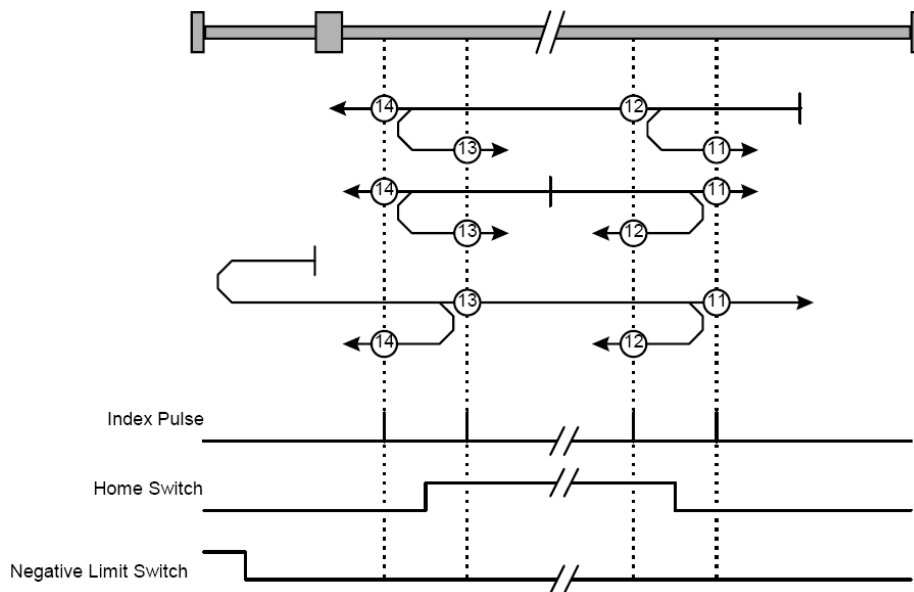 14 12
13 11
14 11
13 12
13 11
14 12
Index Pulse
Home Switch
Negative Limit Switch